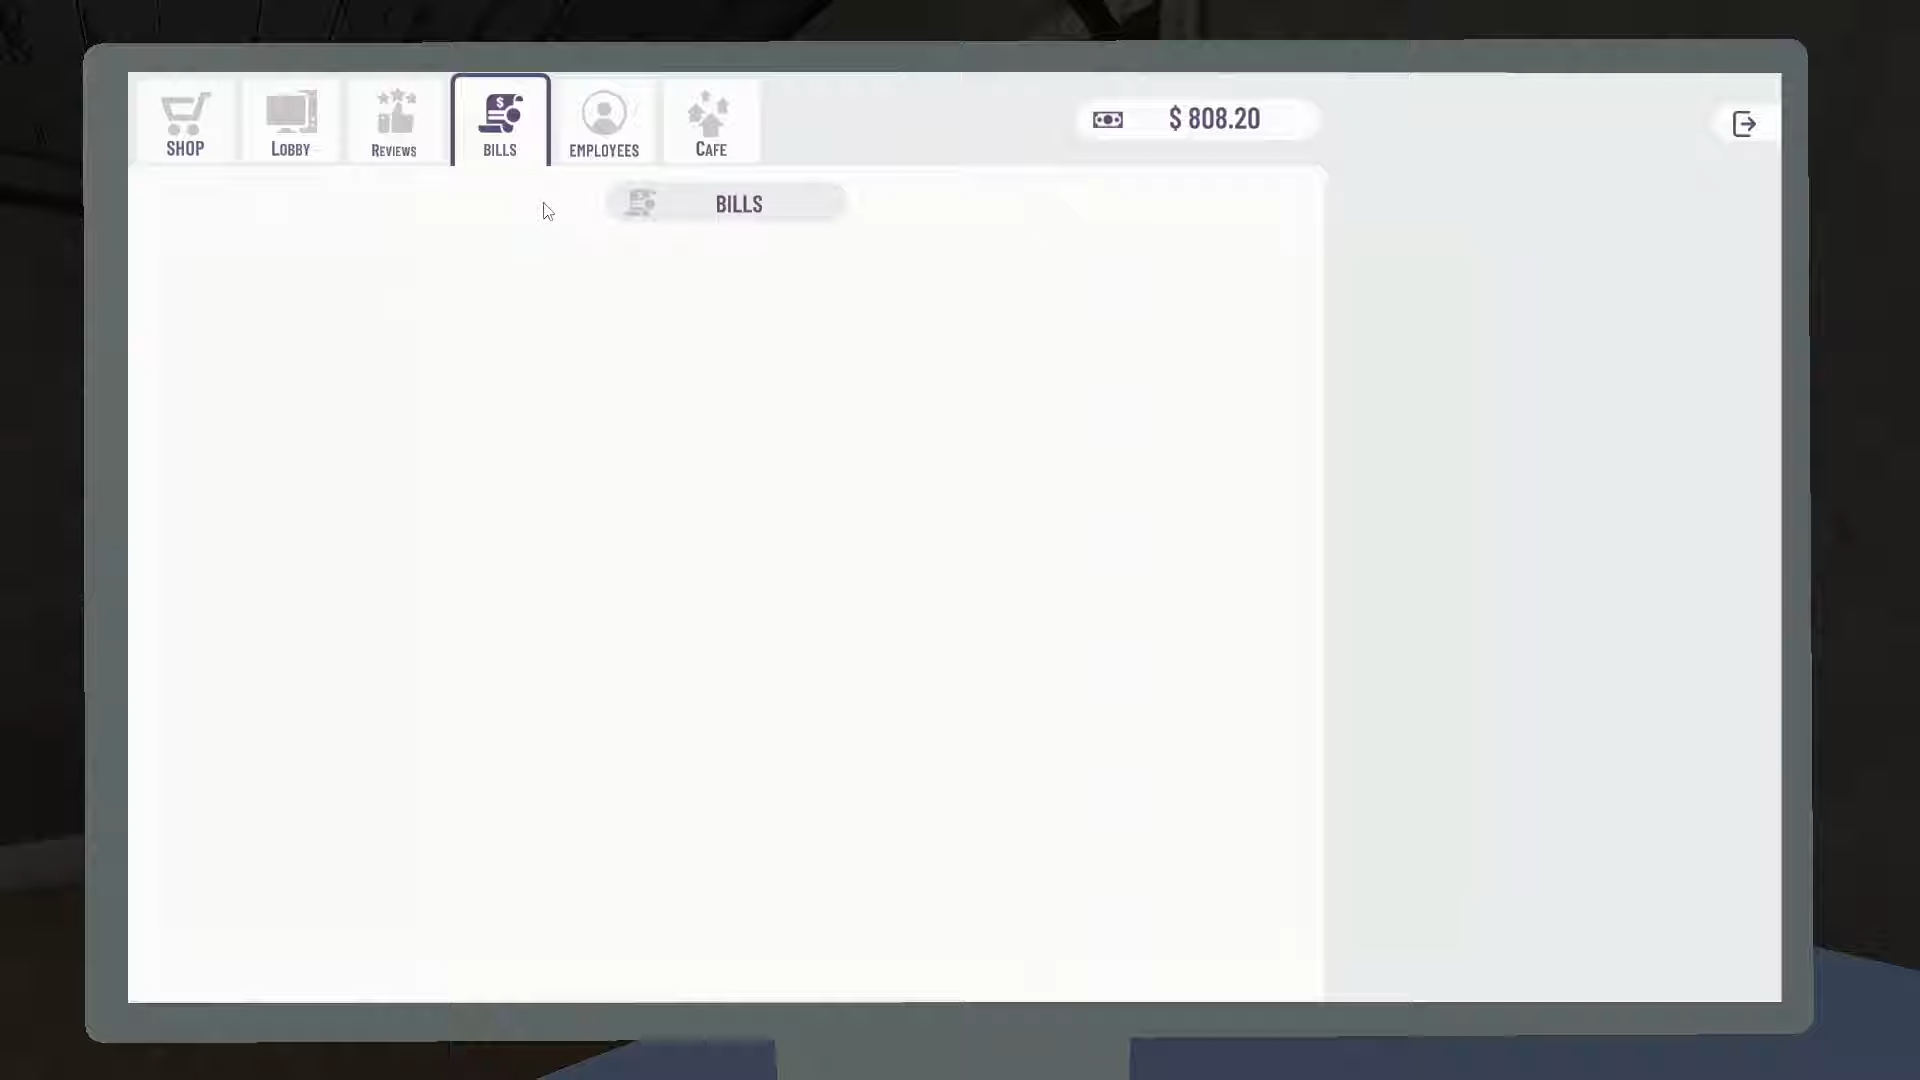 SHOP
LOBBY
REVIEWS
$
BILLS
EMPLOYEES
CAFE
$ 808.20
BILLS